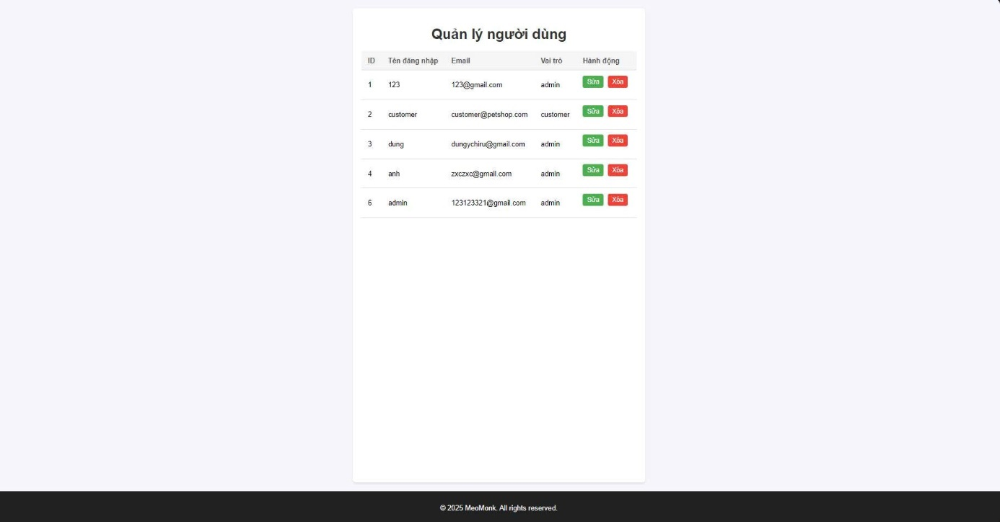 Quản lý người dùng
ID Tên đăng nhập Email Vai trò Hành động
1 123 123@gmail.com admin Sửa Xóa
2 customer customer@petshop.com customer Sửa Xóa
3 dung dungychiru@gmail.com admin Sửa Xóa
4 anh zxczxc@gmail.com admin Sửa Xóa
6 admin 123123321@gmail.com admin Sửa Xóa
© 2025 MeoMonk. All rights reserved.